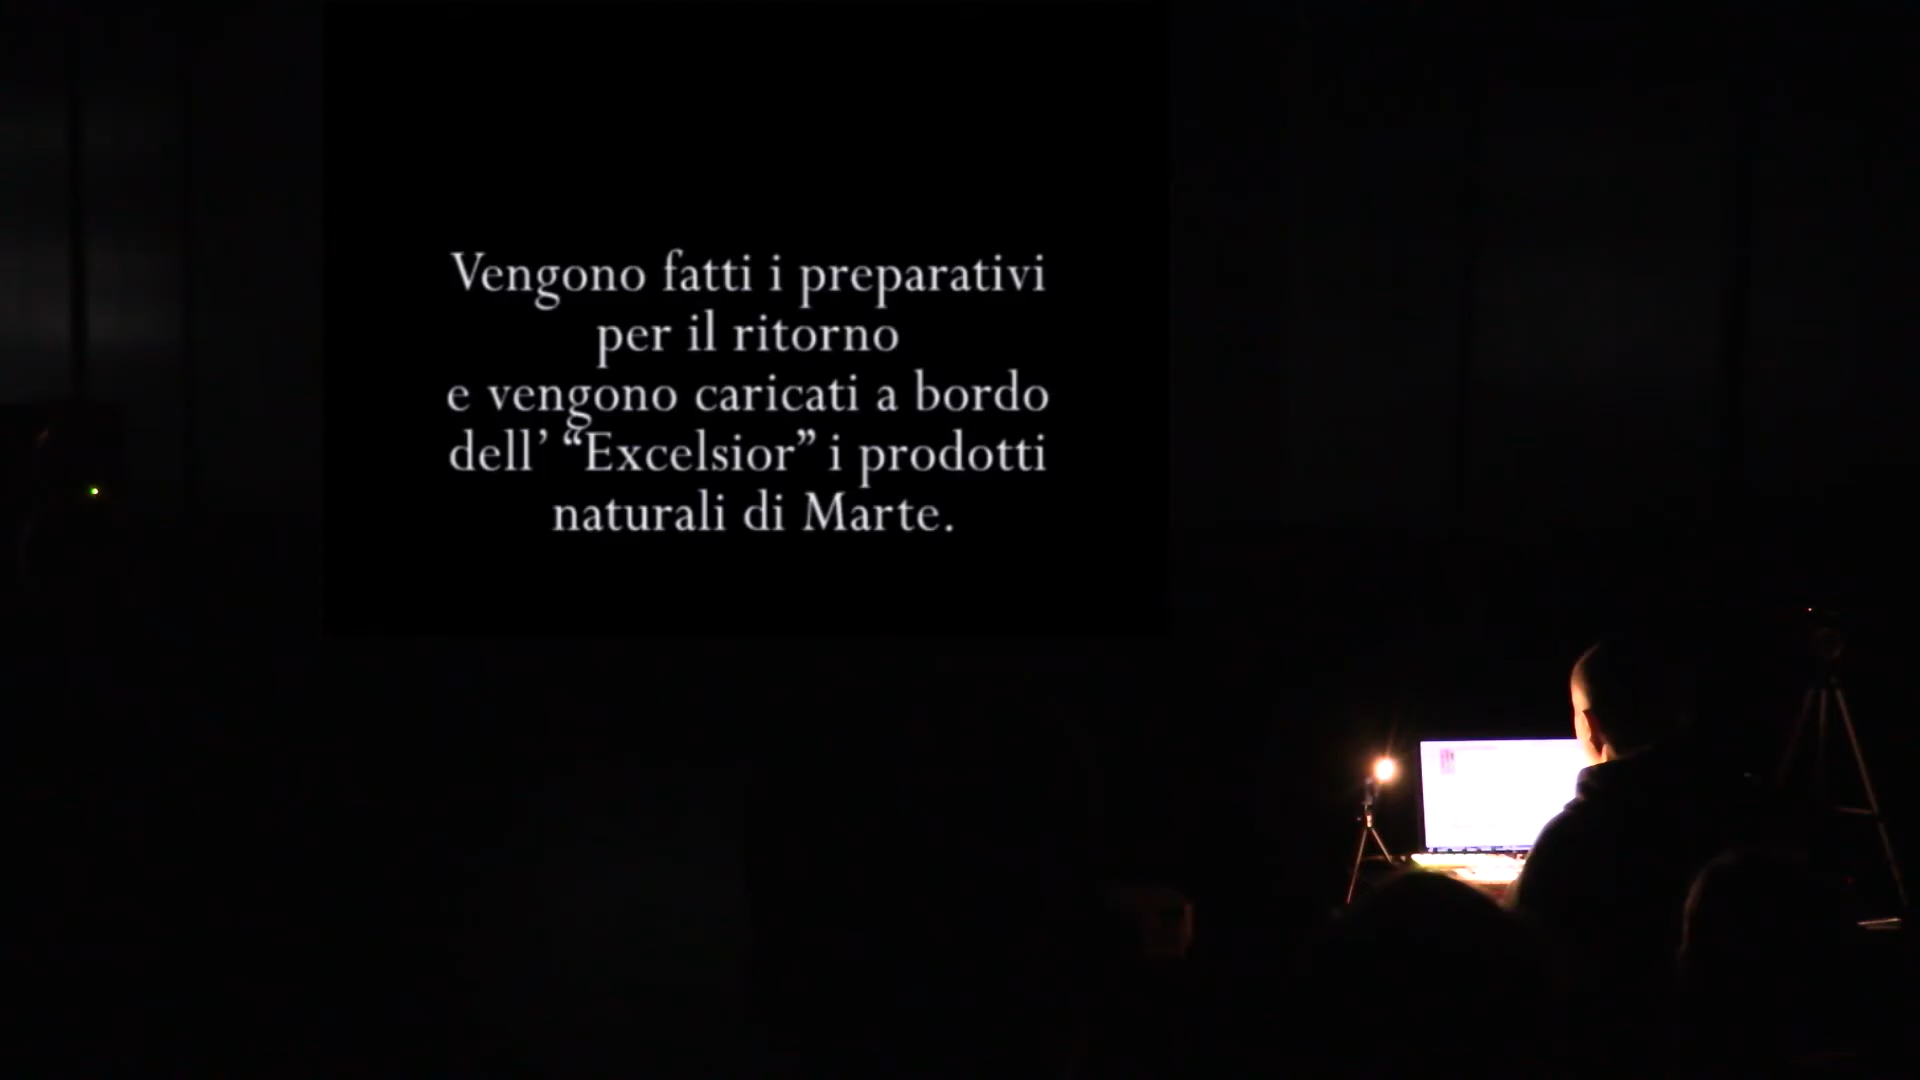 Vengono fatti i preparativi
per il ritorno
e vengono caricati a bordo
dell’ “Excelsior” i prodotti
naturali di Marte.